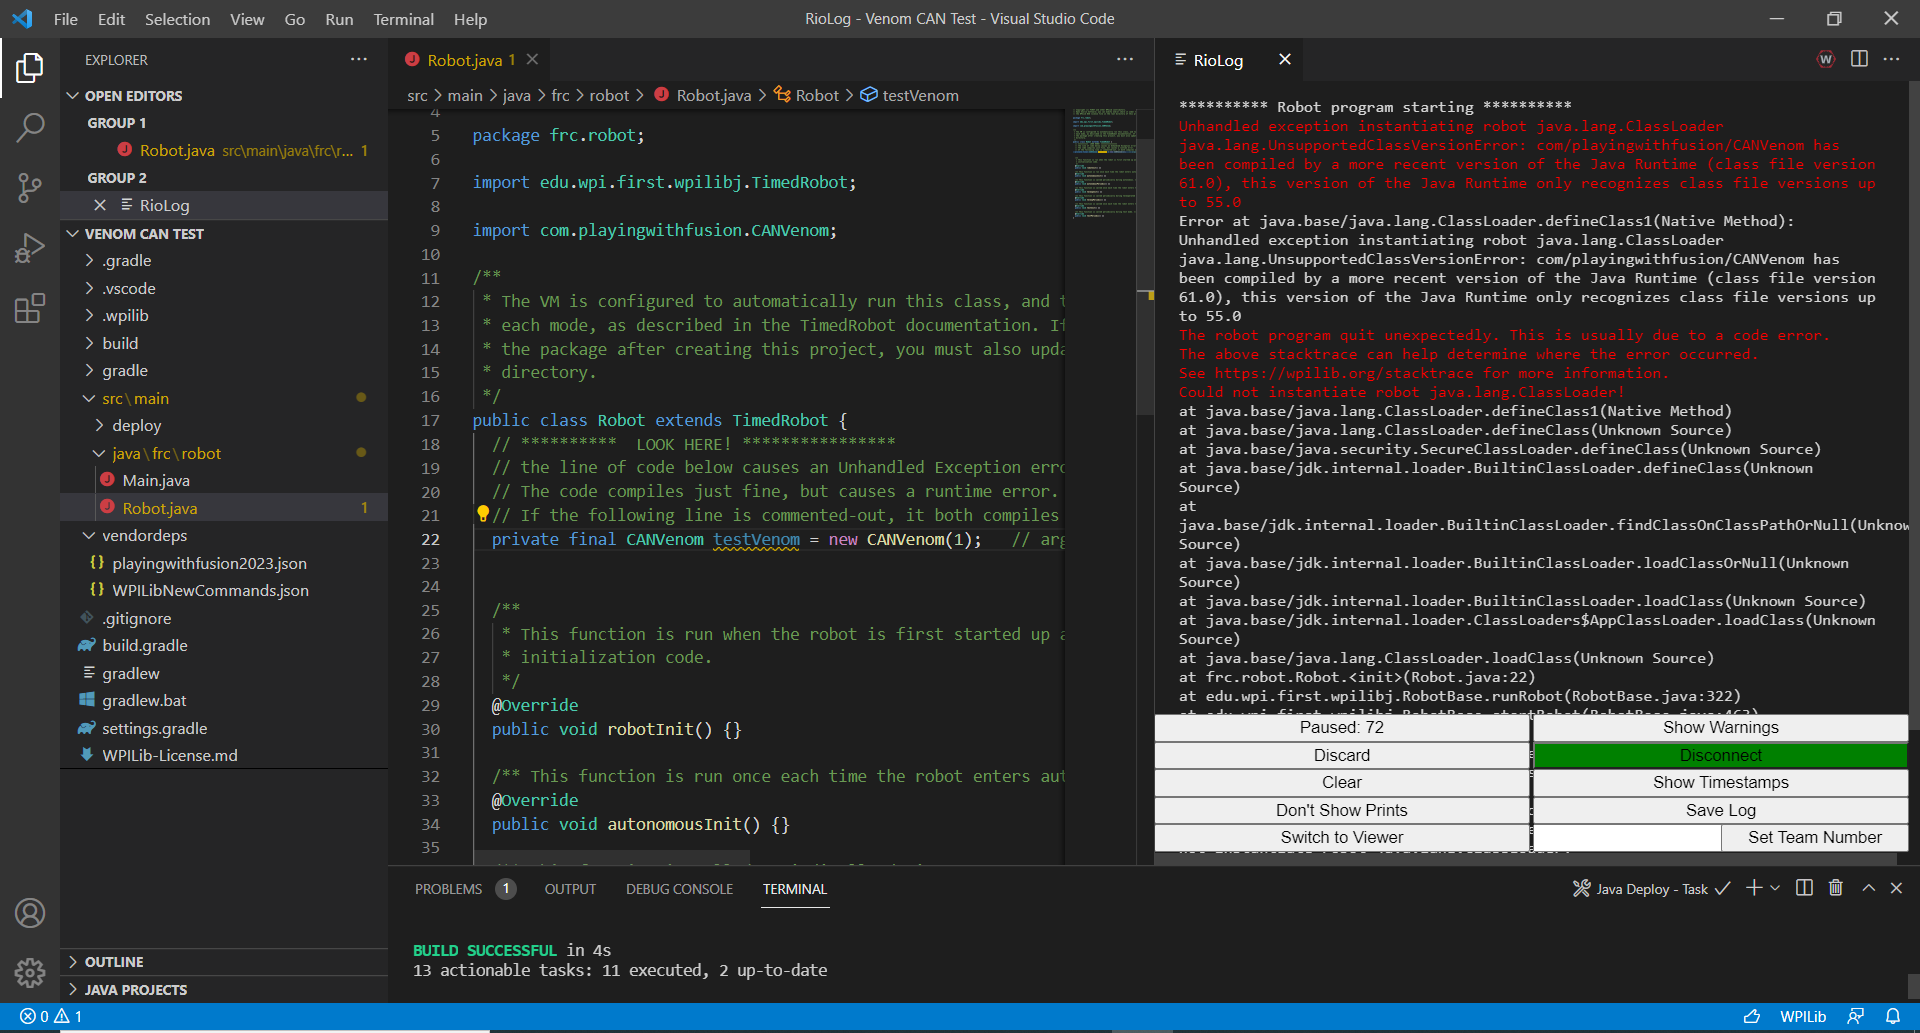 File Edit Selection View Go Run Terminal Help
RioLog - Venom CAN Test - Visual Studio Code
EXPLORER
OPEN EDITORS
GROUP 1
Robot.java src\main\java\frc\r... 1
GROUP 2
RioLog
VENOM CAN TEST
.gradle
.vscode
.wpilib
build
gradle
src\main
deploy
java\frc\robot
Main.java
Robot.java 1
vendordeps
playingwithfusion2023.json
WPILibNewCommands.json
.gitignore
build.gradle
gradlew
gradlew.bat
settings.gradle
WPILib-License.md
OUTLINE
JAVA PROJECTS
Robot.java 1
src > main > java > frc > robot > Robot.java > Robot > testVenom
4
5 package frc.robot;
6
7 import edu.wpi.first.wpilibj.TimedRobot;
8
9 import com.playingwithfusion.CANVenom;
10
11 /**
12 * The VM is configured to automatically run this class, and t
13 * each mode, as described in the TimedRobot documentation. If
14 * the package after creating this project, you must also upda
15 * directory.
16 */
17 public class Robot extends TimedRobot {
18 // ********** LOOK HERE! ****************
19 // the line of code below causes an Unhandled Exception erro
20 // The code compiles just fine, but causes a runtime error.
21 // If the following line is commented-out, it both compiles
22 private final CANVenom testVenom = new CANVenom(1); // arg
23
24
25 /**
26 * This function is run when the robot is first started up a
27 * initialization code.
28 */
29 @Override
30 public void robotInit() {}
31
32 /** This function is run once each time the robot enters aut
33 @Override
34 public void autonomousInit() {}
35
RioLog
********** Robot program starting **********
Unhandled exception instantiating robot java.lang.ClassLoader
java.lang.UnsupportedClassVersionError: com/playingwithfusion/CANVenom has
been compiled by a more recent version of the Java Runtime (class file version
61.0), this version of the Java Runtime only recognizes class file versions up
to 55.0
Error at java.base/java.lang.ClassLoader.defineClass1(Native Method):
Unhandled exception instantiating robot java.lang.ClassLoader
java.lang.UnsupportedClassVersionError: com/playingwithfusion/CANVenom has
been compiled by a more recent version of the Java Runtime (class file version
61.0), this version of the Java Runtime only recognizes class file versions up
to 55.0
The robot program quit unexpectedly. This is usually due to a code error.
The above stacktrace can help determine where the error occurred.
See https://wpilib.org/stacktrace for more information.
Could not instantiate robot java.lang.ClassLoader!
at java.base/java.lang.ClassLoader.defineClass1(Native Method)
at java.base/java.lang.ClassLoader.defineClass(Unknown Source)
at java.base/java.security.SecureClassLoader.defineClass(Unknown Source)
at java.base/jdk.internal.loader.BuiltinClassLoader.defineClass(Unknown
Source)
at
java.base/jdk.internal.loader.BuiltinClassLoader.findClassOnClassPathOrNull(Unknow
Source)
at java.base/jdk.internal.loader.BuiltinClassLoader.loadClassOrNull(Unknown
Source)
at java.base/jdk.internal.loader.BuiltinClassLoader.loadClass(Unknown Source)
at java.base/jdk.internal.loader.ClassLoaders$AppClassLoader.loadClass(Unknown
Source)
at java.base/java.lang.ClassLoader.loadClass(Unknown Source)
at frc.robot.Robot.<init>(Robot.java:22)
at edu.wpi.first.wpilibj.RobotBase.runRobot(RobotBase.java:322)
Paused: 72 Show Warnings
Discard Disconnect
Clear Show Timestamps
Don't Show Prints Save Log
Switch to Viewer Set Team Number
PROBLEMS 1 OUTPUT DEBUG CONSOLE TERMINAL
Java Deploy - Task
BUILD SUCCESSFUL in 4s
13 actionable tasks: 11 executed, 2 up-to-date
0 1
WPILib